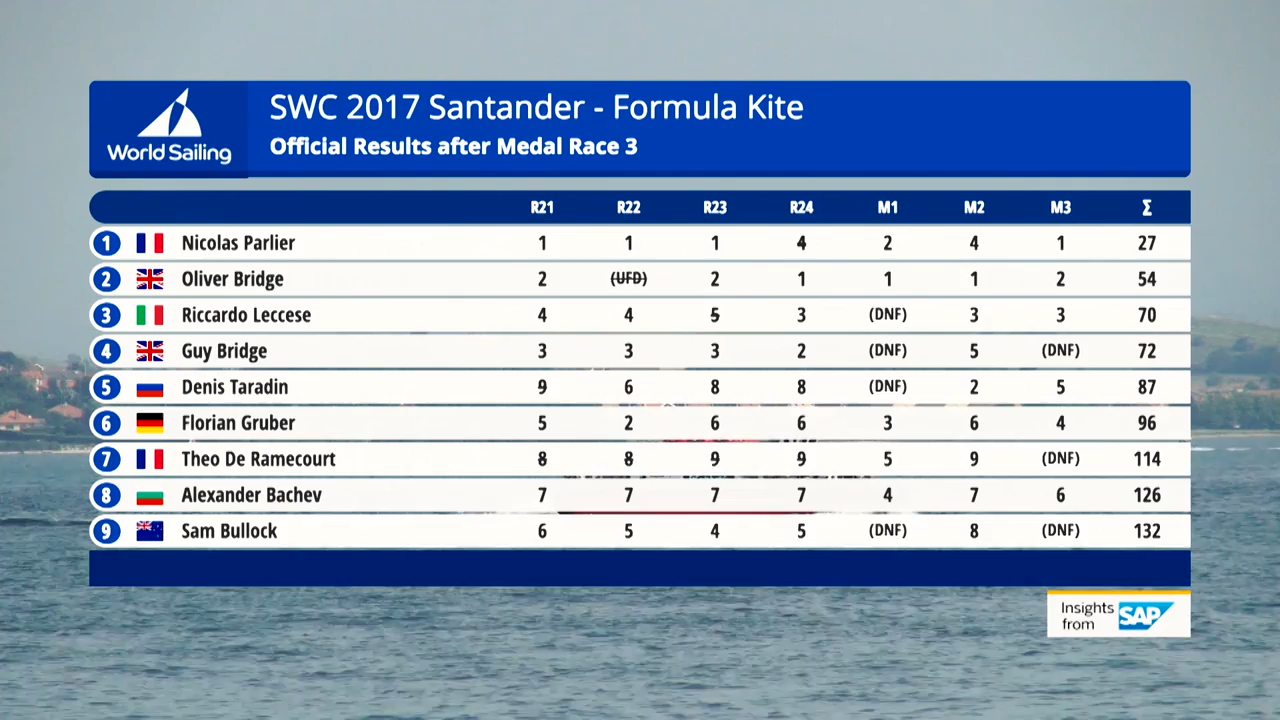 SWC 2017 Santander - Formula Kite
World Sailing
Official Results after Medal Race 3
R21 R22 R23 R24 M1 M2 M3 Σ
1 Nicolas Parlier 1 1 1 4 2 4 1 27
2 Oliver Bridge 2 (UFD) 2 1 1 1 2 54
3 Riccardo Leccese 4 4 5 3 (DNF) 3 3 70
4 Guy Bridge 3 3 3 2 (DNF) 5 (DNF) 72
5 Denis Taradin 9 6 8 8 (DNF) 2 5 87
6 Florian Gruber 5 2 6 6 3 6 4 96
7 Theo De Ramecourt 8 8 9 9 5 9 (DNF) 114
8 Alexander Bachev 7 7 7 7 4 7 6 126
9 Sam Bullock 6 5 4 5 (DNF) 8 (DNF) 132
Insights
from SAP